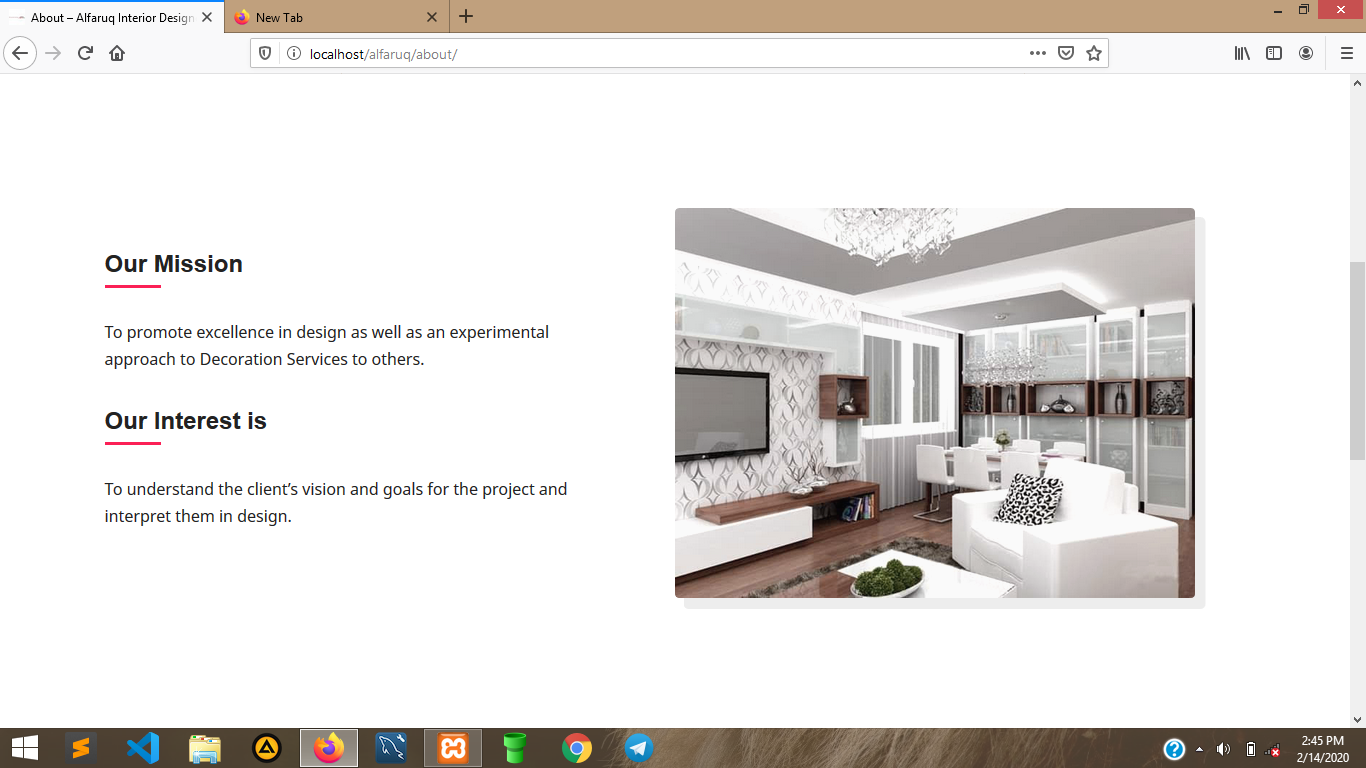 About – Alfaruq Interior Design
New Tab
localhost/alfaruq/about/
Our Mission
To promote excellence in design as well as an experimental
approach to Decoration Services to others.
Our Interest is
To understand the client’s vision and goals for the project and
interpret them in design.
2:45 PM
2/14/2020